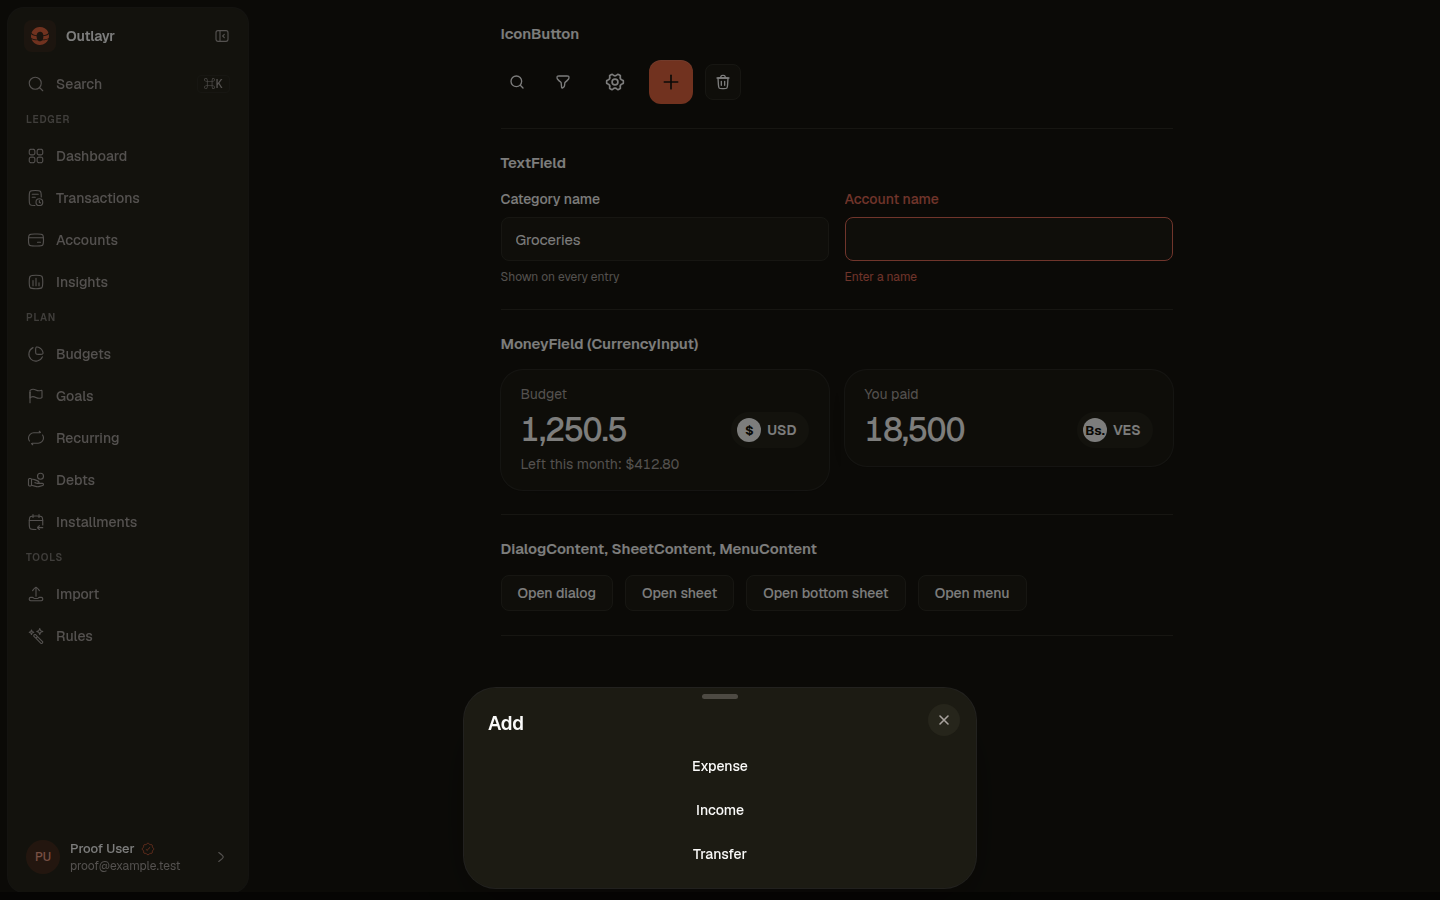 Outlayr
Search
⌘K
LEDGER
Dashboard
Transactions
Accounts
Insights
PLAN
Budgets
Goals
Recurring
Debts
Installments
TOOLS
Import
Rules
PU
Proof User
proof@example.test
IconButton
TextField
Category name
Groceries
Shown on every entry
Account name
Enter a name
MoneyField (CurrencyInput)
Budget
1,250.5
$ USD
Left this month: $412.80
You paid
18,500
Bs. VES
DialogContent, SheetContent, MenuContent
Open dialog
Open sheet
Open bottom sheet
Open menu
Add
Expense
Income
Transfer